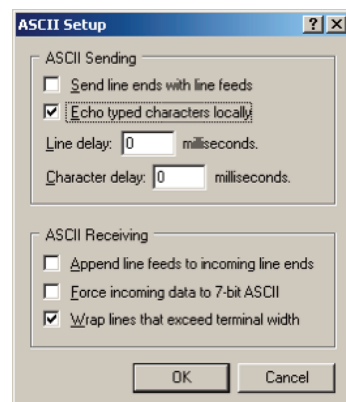 ASCII Setup
ASCII Sending
Send line ends with line feeds
Echo typed characters locally
Line delay: 0 milliseconds.
Character delay: 0 milliseconds.
ASCII Receiving
Append line feeds to incoming line ends
Force incoming data to 7-bit ASCII
Wrap lines that exceed terminal width
OK Cancel